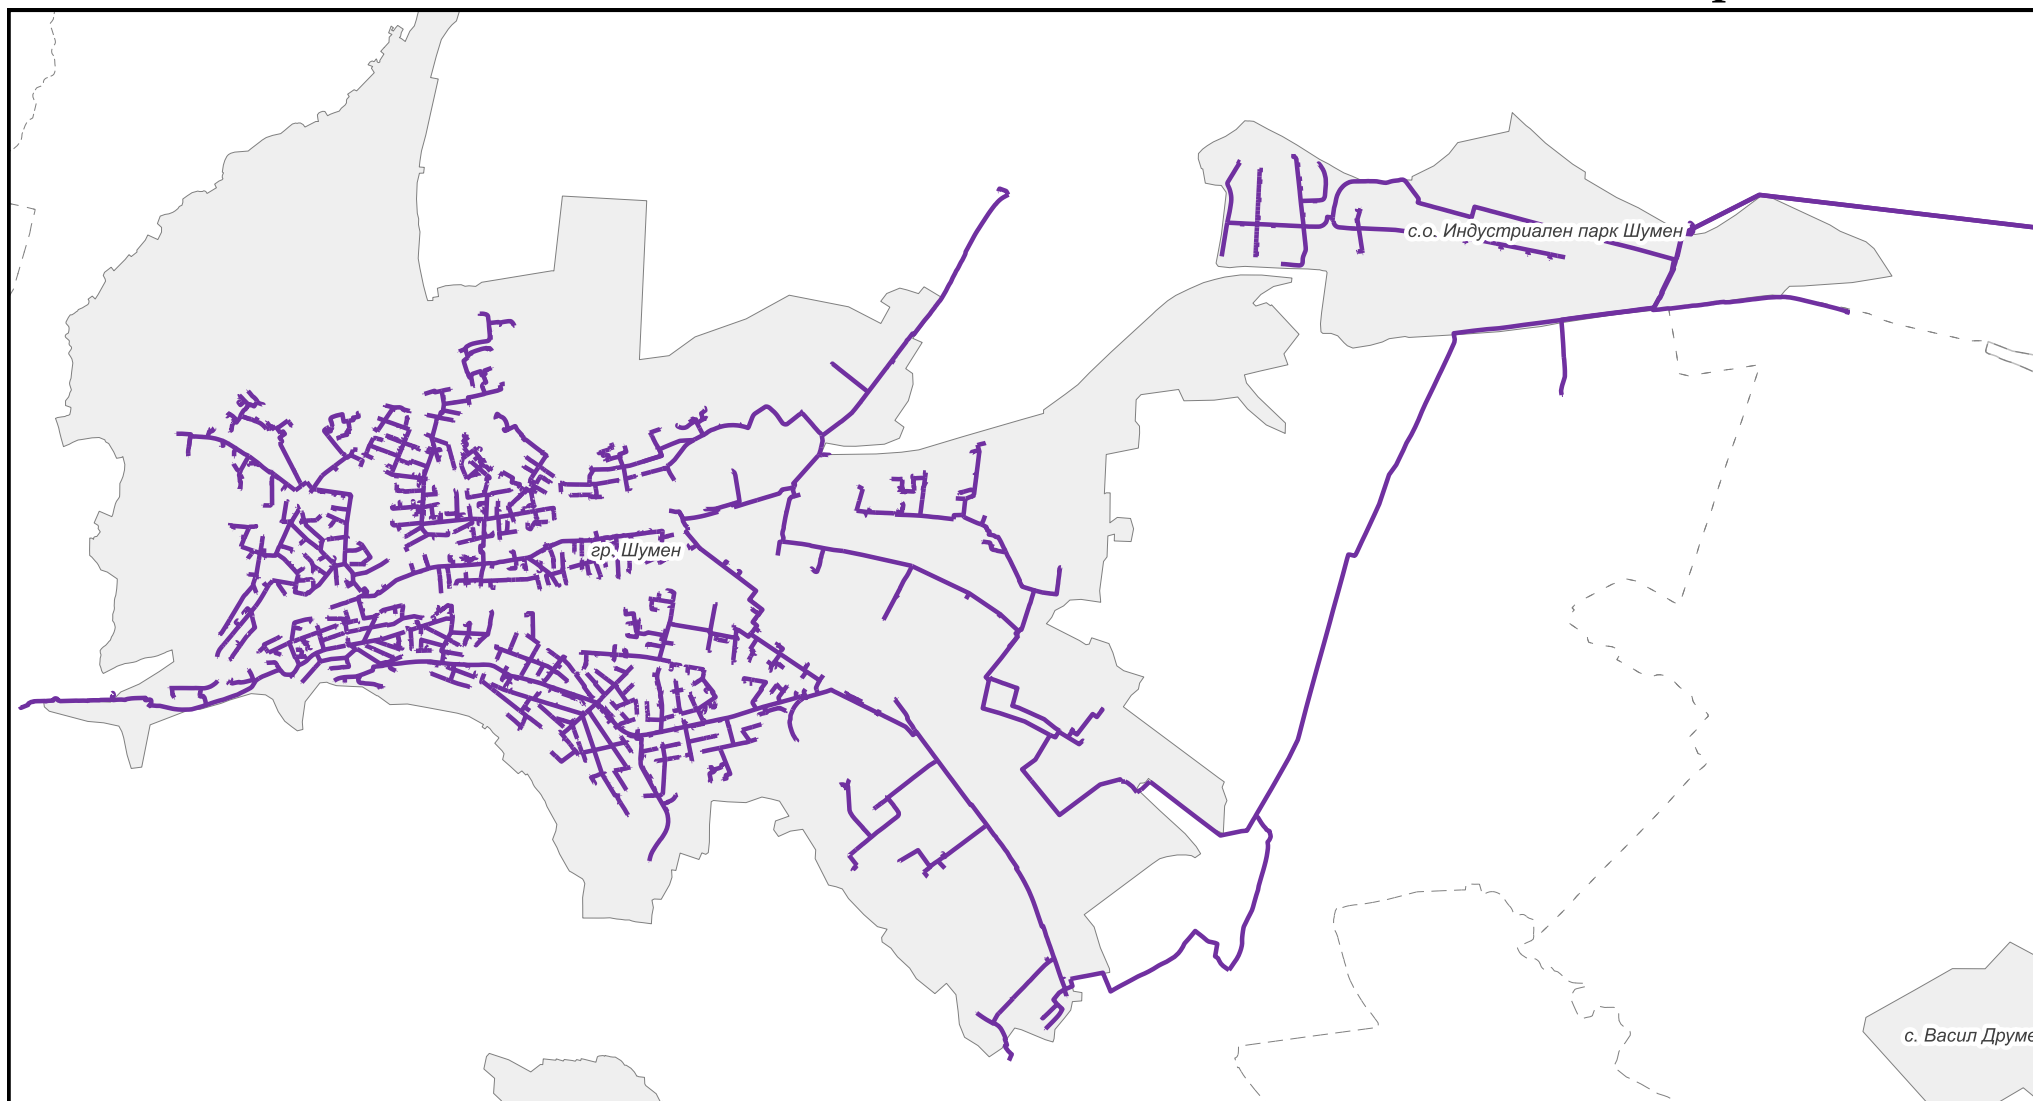 с.о. Индустриален парк Шумен
гр. Шумен
с. Васил Друме